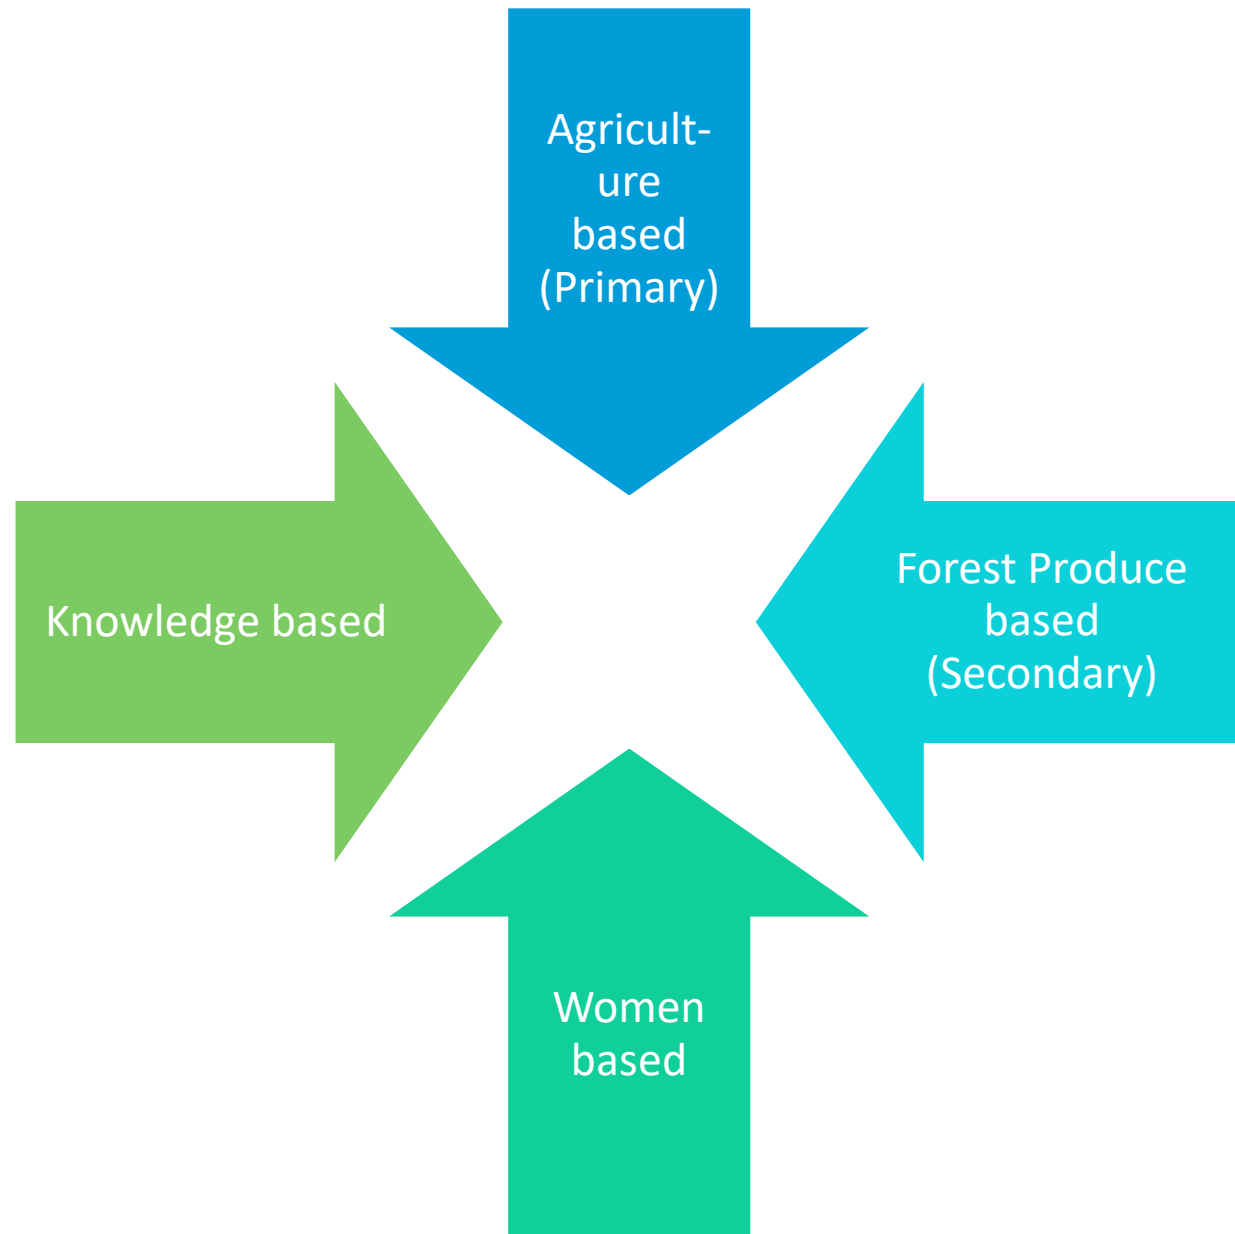 Agricult-
ure
based
(Primary)
Knowledge based
Forest Produce
based
(Secondary)
Women
based